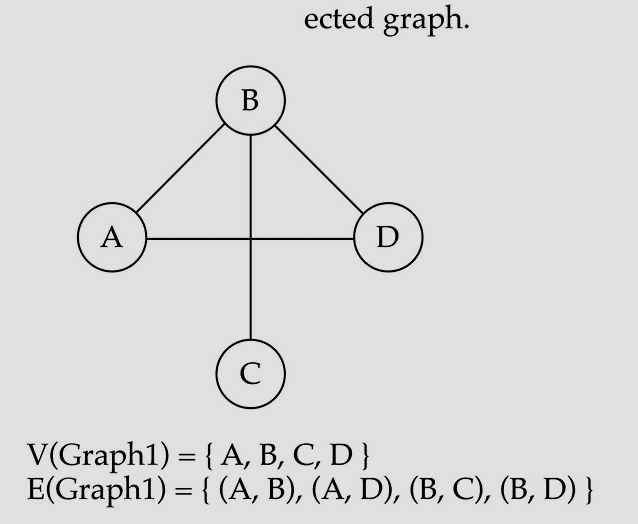 ected graph.
B
A
D
C
V(Graph1) = { A, B, C, D }
E(Graph1) = { (A, B), (A, D), (B, C), (B, D) }